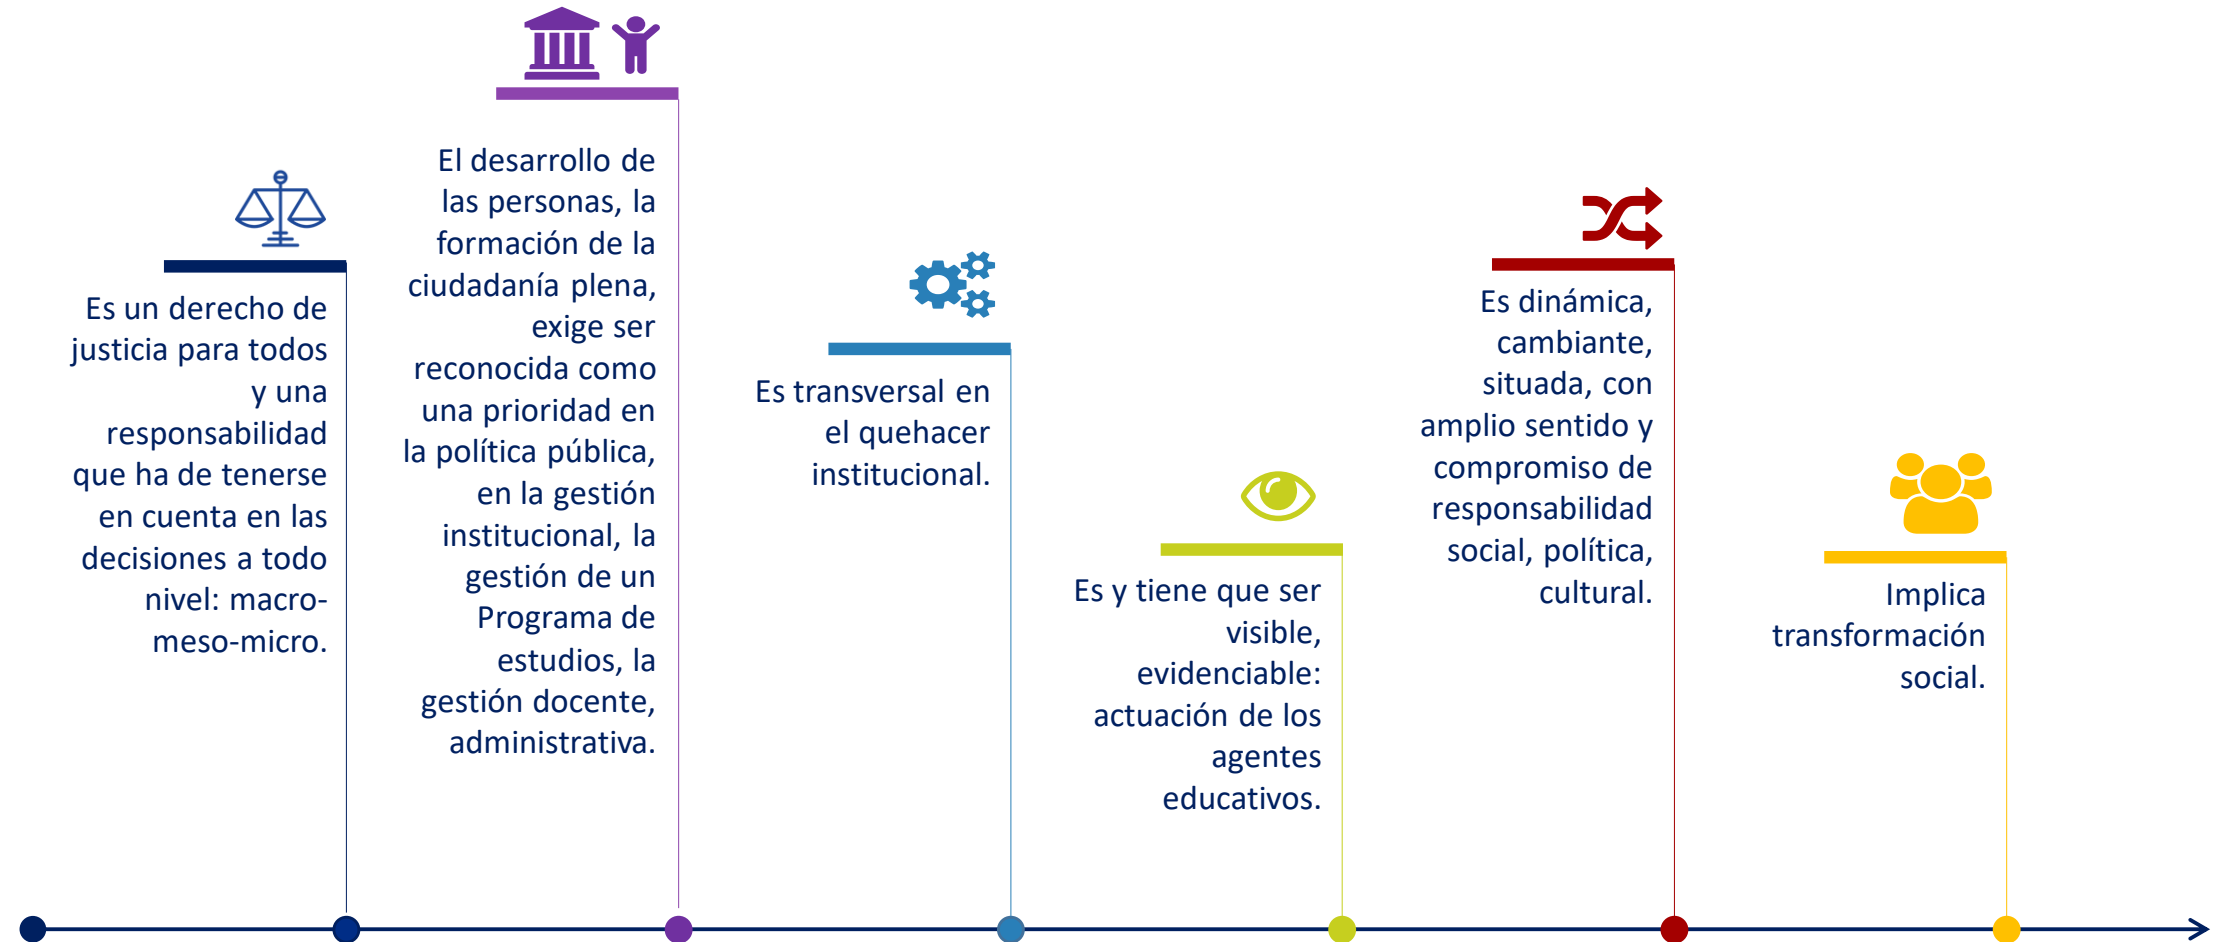 Es un derecho de
justicia para todos
y una
responsabilidad
que ha de tenerse
en cuenta en las
decisiones a todo
nivel: macro-
meso-micro.
El desarrollo de
las personas, la
formación de la
ciudadanía plena,
exige ser
reconocida como
una prioridad en
la política pública,
en la gestión
institucional, la
gestión de un
Programa de
estudios, la
gestión docente,
administrativa.
Es transversal en
el quehacer
institucional.
Es y tiene que ser
visible,
evidenciable:
actuación de los
agentes
educativos.
Es dinámica,
cambiante,
situada, con
amplio sentido y
compromiso de
responsabilidad
social, política,
cultural.
Implica
transformación
social.